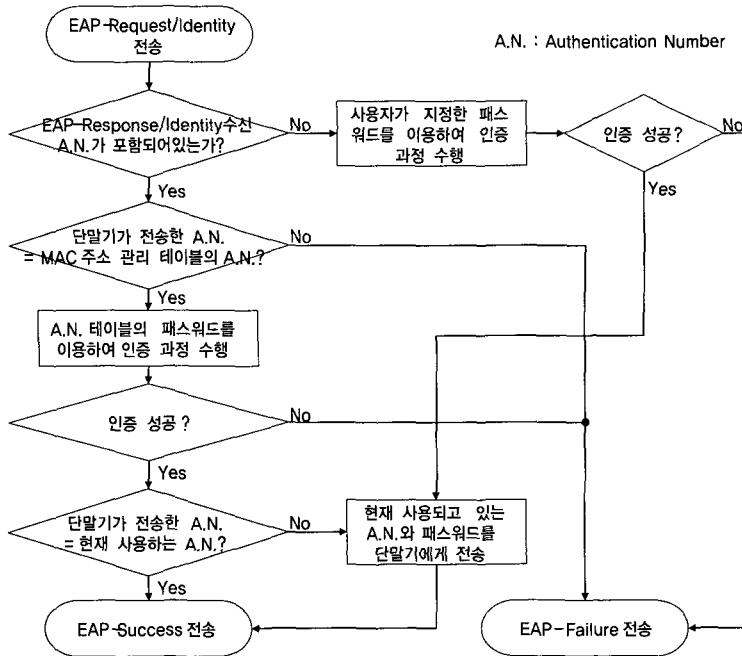 EAP-Request/Identity
전송
A.N. : Authentication Number
EAP-Response/Identity수신
A.N.가 포함되어있는가?
No
사용자가 지정한 패스
워드를 이용하여 인증
과정 수행
인증 성공?
No
Yes
Yes
단말기가 전송한 A.N.
= MAC 주소 관리 테이블의 A.N.?
No
Yes
A.N. 테이블의 패스워드를
이용하여 인증 과정 수행
인증 성공?
No
Yes
단말기가 전송한 A.N.
= 현재 사용하는 A.N.?
No
현재 사용되고 있는
A.N.와 패스워드를
단말기에게 전송
Yes
EAP-Success 전송
EAP-Failure 전송